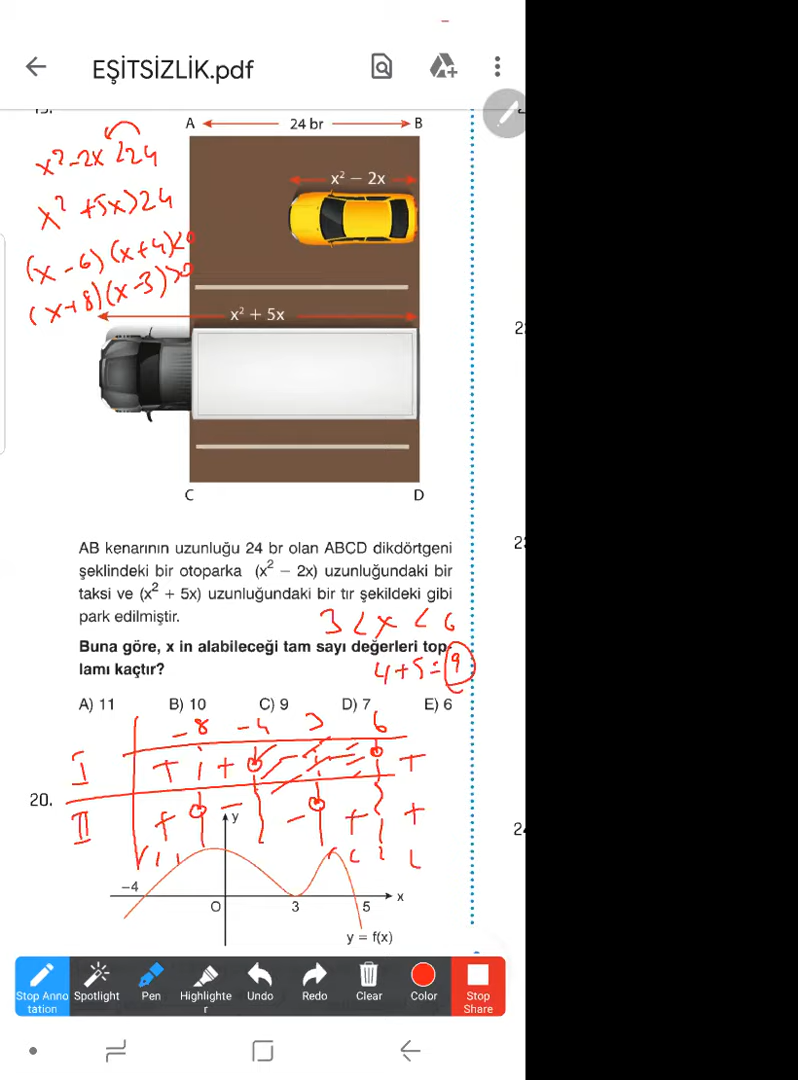 EŞİTSİZLİK.pdf
A 24 br B
x² - 2x < 24
x² - 2x
x² + 5x > 24
(x - 6) (x + 4) < 0
(x + 8) (x - 3) > 0
x² + 5x
C D
AB kenarının uzunluğu 24 br olan ABCD dikdörtgeni
şeklindeki bir otoparka (x² – 2x) uzunluğundaki bir
taksi ve (x² + 5x) uzunluğundaki bir tır şekildeki gibi
park edilmiştir.
3 < x < 6
Buna göre, x in alabileceği tam sayı değerleri top-
lamı kaçtır?
4 + 5 = 9
A) 11 B) 10 C) 9 D) 7 E) 6
-8 -4 3 6
I + + - - +
20.
II + - - + +
y
–4 x
O 3 5
y = f(x)
Stop Anno
tation
Spotlight
Pen
Highlighte
r
Undo
Redo
Clear
Color
Stop
Share